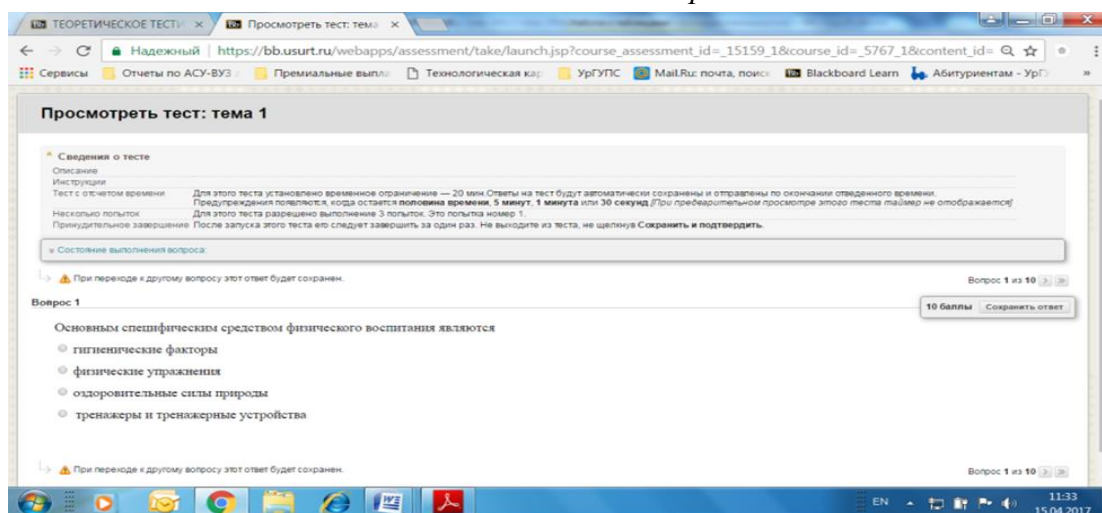 ТЕОРЕТИЧЕСКОЕ ТЕСТИ
Просмотреть тест: тема
Надежный https://bb.usurt.ru/webapps/assessment/take/launch.jsp?course_assessment_id=_15159_1&course_id=_5767_1&content_id=
Сервисы Отчеты по АСУ-ВУЗ Премиальные выпла Технологическая кар УрГУПС Mail.Ru: почта, поиск Blackboard Learn Абитуриентам - УрГ »
Просмотреть тест: тема 1
Сведения о тесте
Описание
Инструкции
Тест с отсчетом времени Для этого теста установлено временное ограничение — 20 мин.Ответы на тест будут автоматически сохранены и отправлены по окончании отведенного времени.
Предупреждения появляются, когда остается половина времени, 5 минут, 1 минута или 30 секунд.[При предварительном просмотре этого теста таймер не отображается]
Несколько попыток Для этого теста разрешено выполнение 3 попыток. Это попытка номер 1.
Принудительное завершение После запуска этого теста его следует завершить за один раз. Не выходите из теста, не щелкнув Сохранить и подтвердить.
Состояние выполнения вопроса:
При переходе к другому вопросу этот ответ будет сохранен. Вопрос 1 из 10 > >>
Вопрос 1
10 баллы Сохранить ответ
Основным специфическим средством физического воспитания являются
гигиенические факторы
физические упражнения
оздоровительные силы природы
тренажеры и тренажерные устройства
При переходе к другому вопросу этот ответ будет сохранен. Вопрос 1 из 10 > >>
EN 11:33
15.04.2017